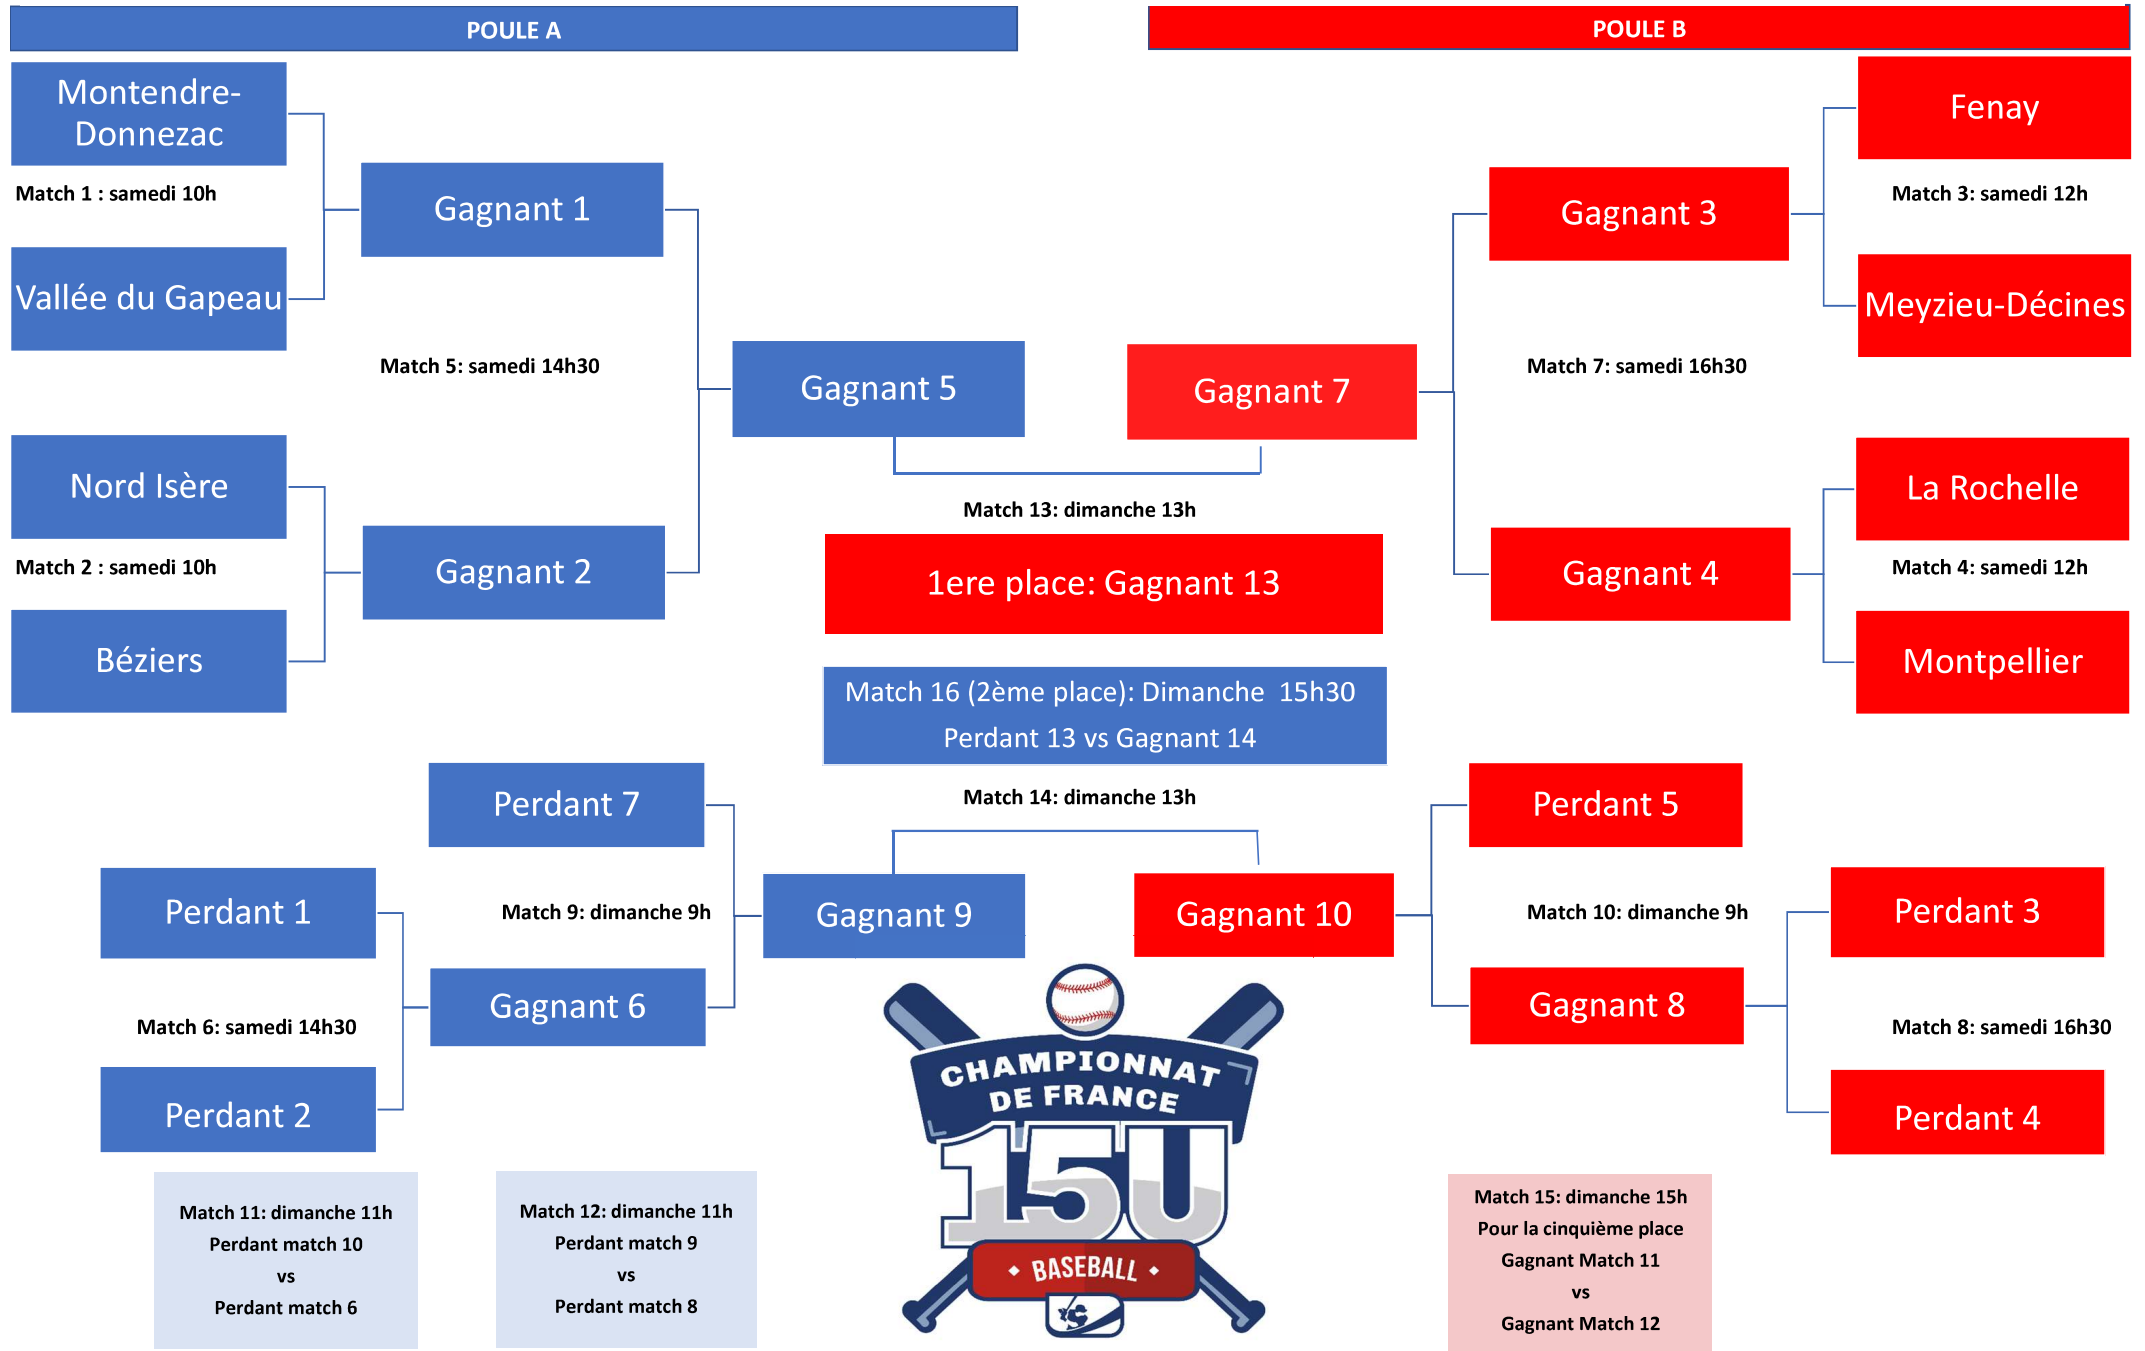 POULE A
POULE B
Montendre-
Donnezac
Match 1 : samedi 10h
Vallée du Gapeau
Gagnant 1
Match 5: samedi 14h30
Nord Isère
Match 2 : samedi 10h
Béziers
Gagnant 2
Gagnant 5
Gagnant 7
Gagnant 3
Fenay
Match 3: samedi 12h
Meyzieu-Décines
Match 7: samedi 16h30
La Rochelle
Match 4: samedi 12h
Montpellier
Gagnant 4
Match 13: dimanche 13h
1ere place: Gagnant 13
Match 16 (2ème place): Dimanche  15h30
Perdant 13 vs Gagnant 14
Match 14: dimanche 13h
Perdant 7
Match 9: dimanche 9h
Gagnant 9
Perdant 1
Match 6: samedi 14h30
Perdant 2
Gagnant 6
Gagnant 10
Perdant 5
Match 10: dimanche 9h
Gagnant 8
Perdant 3
Match 8: samedi 16h30
Perdant 4
Match 11: dimanche 11h
Perdant match 10
vs
Perdant match 6
Match 12: dimanche 11h
Perdant match 9
vs
Perdant match 8
CHAMPIONNAT
DE FRANCE
15U
BASEBALL
Match 15: dimanche 15h
Pour la cinquième place
Gagnant Match 11
vs
Gagnant Match 12